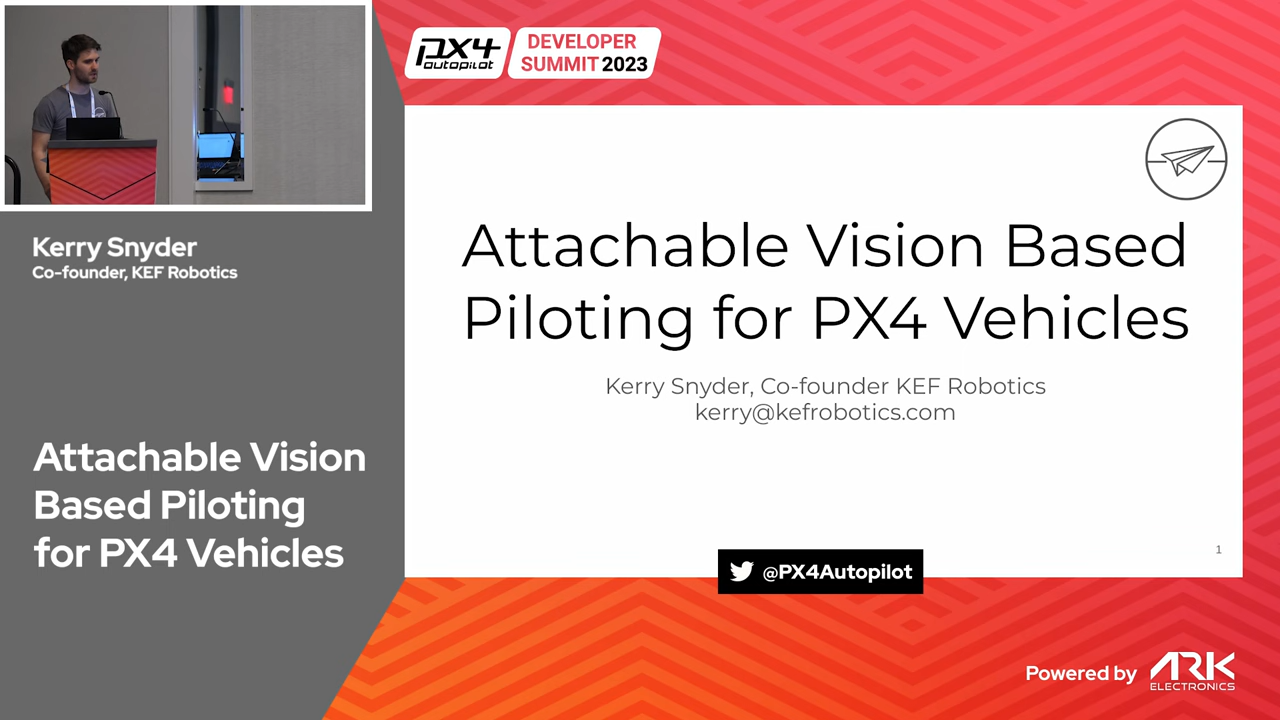 px4
autopilot
DEVELOPER
SUMMIT 2023
Kerry Snyder
Co-founder, KEF Robotics
Attachable Vision
Based Piloting
for PX4 Vehicles
Attachable Vision Based
Piloting for PX4 Vehicles
Kerry Snyder, Co-founder KEF Robotics
kerry@kefrobotics.com
1
@PX4Autopilot
Powered by
ARK
ELECTRONICS